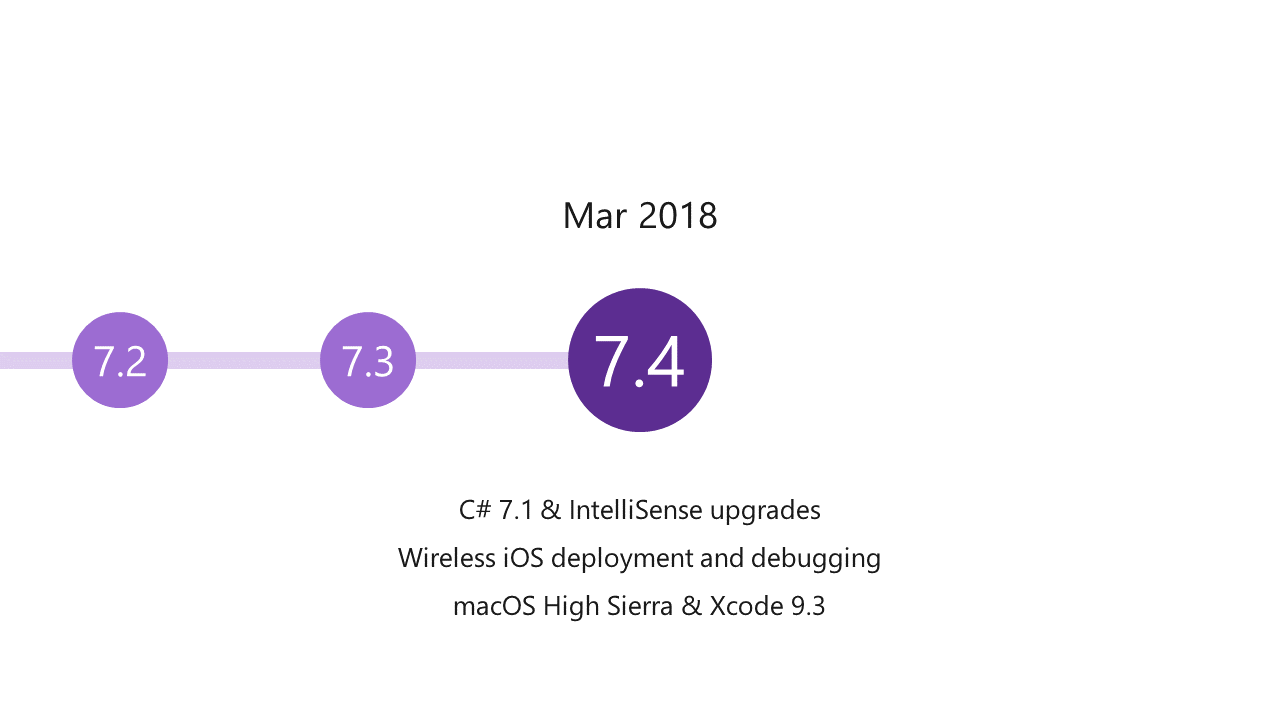 Mar 2018
7.2
7.3
7.4
C# 7.1 & IntelliSense upgrades
Wireless iOS deployment and debugging
macOS High Sierra & Xcode 9.3